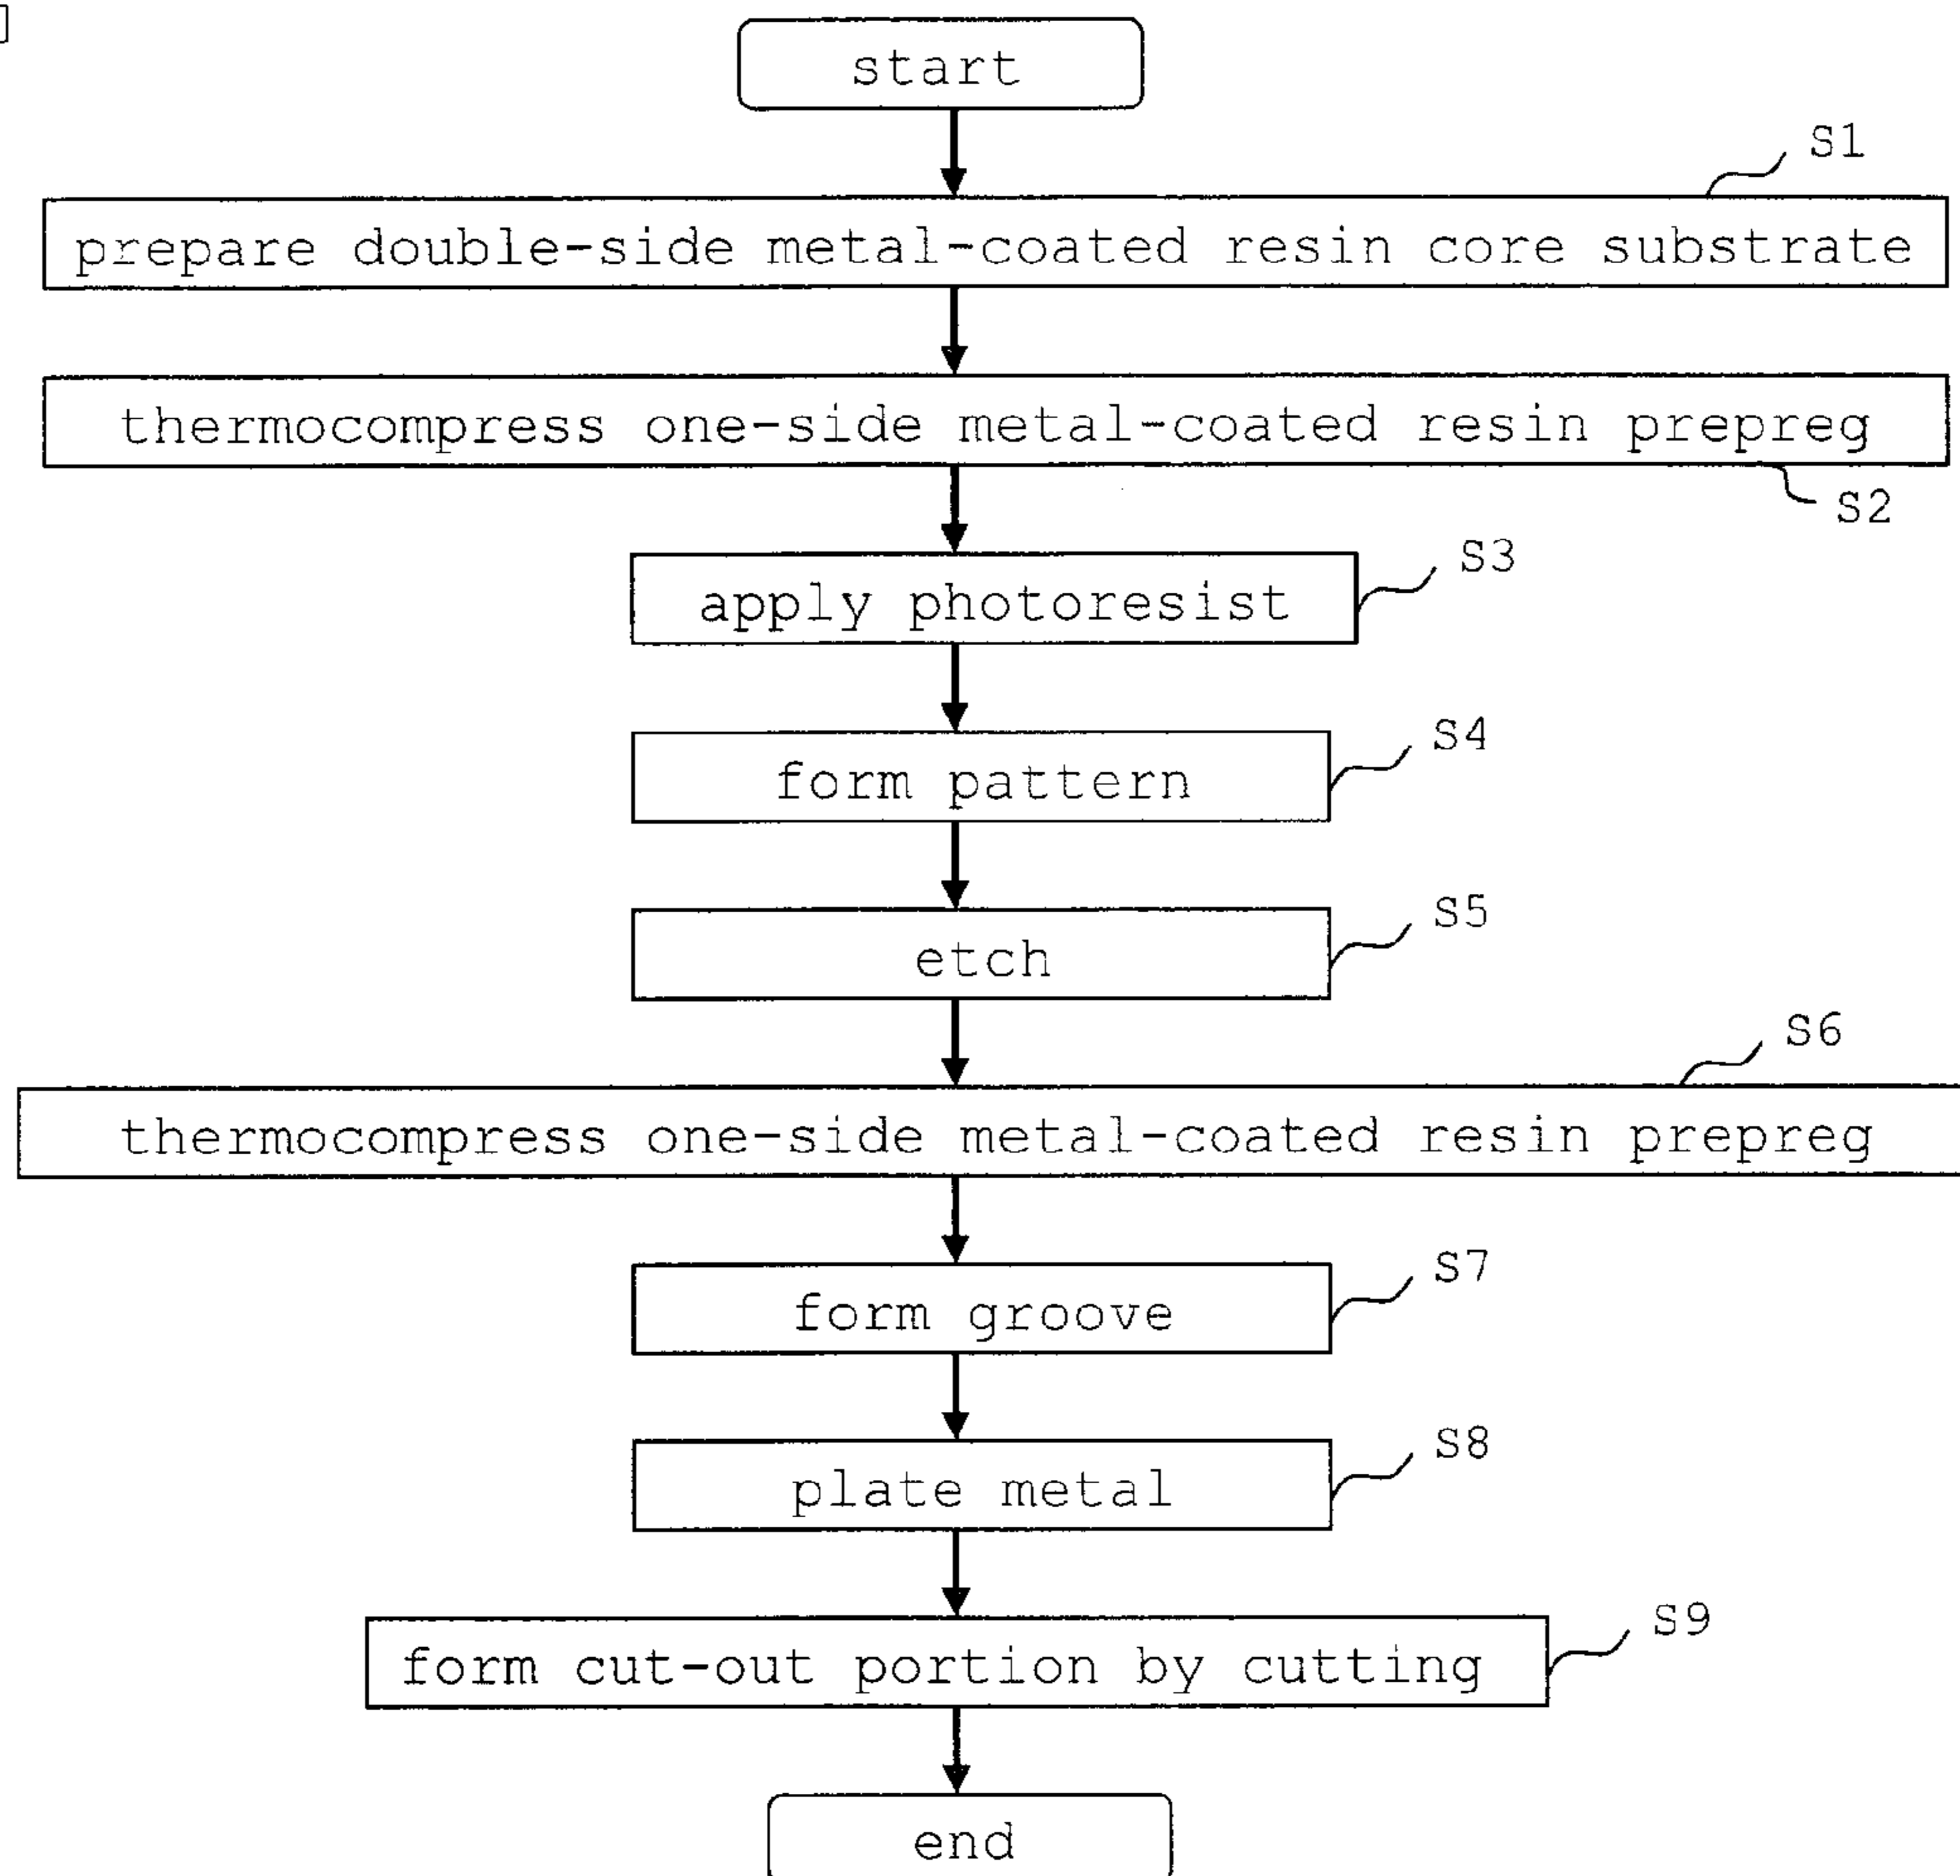 start
S1
prepare double-side metal-coated resin core substrate
thermocompress one-side metal-coated resin prepreg
S2
S3
apply photoresist
S4
form pattern
S5
etch
S6
thermocompress one-side metal-coated resin prepreg
S7
form groove
S8
plate metal
S9
form cut-out portion by cutting
end